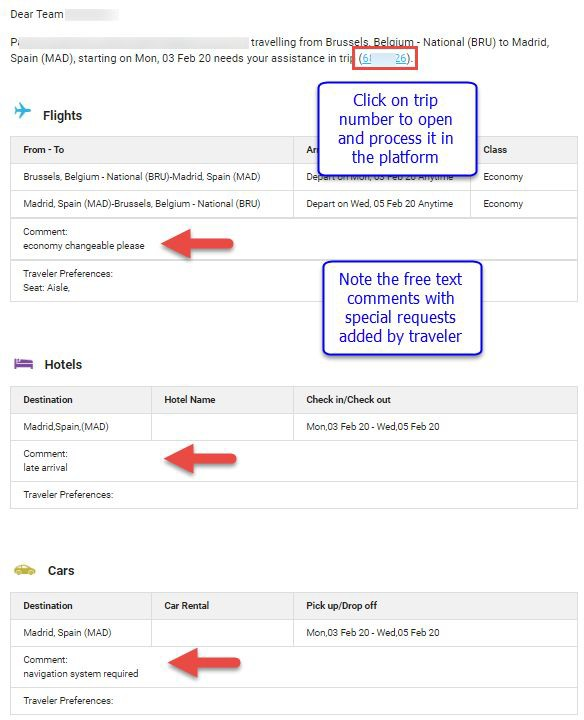 Dear Team
travelling from Brussels, Belgium - National (BRU) to Madrid,
Spain (MAD), starting on Mon, 03 Feb 20 needs your assistance in trip (6 26).
Click on trip
number to open
and process it in
the platform
Flights
From - To Class
Brussels, Belgium - National (BRU)-Madrid, Spain (MAD) Depart on Mon, 03 Feb 20 Anytime Economy
Madrid, Spain (MAD)-Brussels, Belgium - National (BRU) Depart on Wed, 05 Feb 20 Anytime Economy
Comment:
economy changeable please
Traveler Preferences:
Seat: Aisle,
Note the free text
comments with
special requests
added by traveler
Hotels
Destination Hotel Name Check in/Check out
Madrid,Spain,(MAD) Mon,03 Feb 20 - Wed,05 Feb 20
Comment:
late arrival
Traveler Preferences:
Cars
Destination Car Rental Pick up/Drop off
Madrid, Spain (MAD) Mon,03 Feb 20 - Wed,05 Feb 20
Comment:
navigation system required
Traveler Preferences: